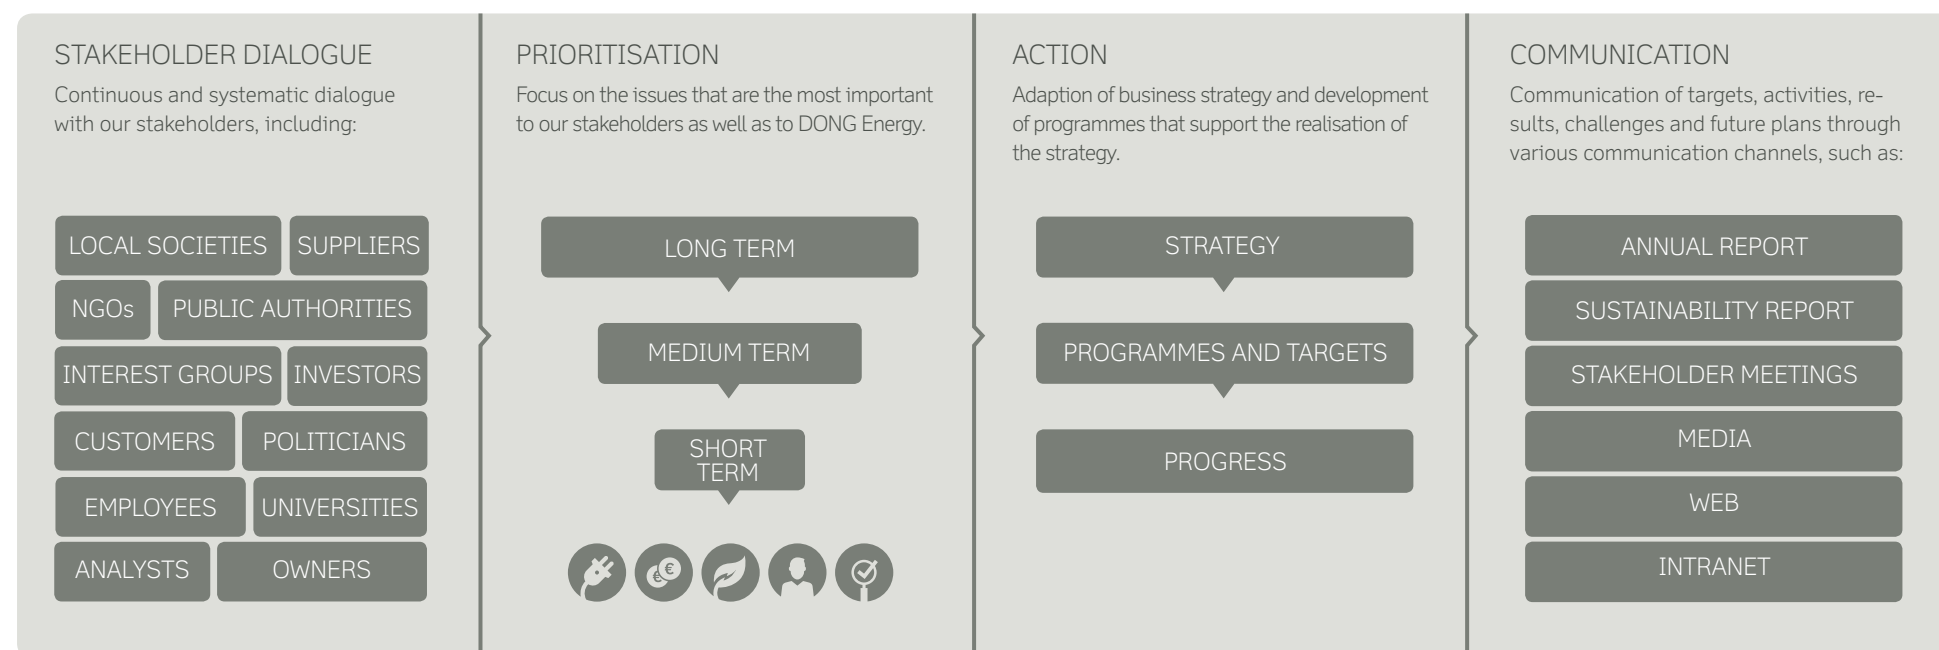 STAKEHOLDER DIALOGUE
Continuous and systematic dialogue
with our stakeholders, including:
LOCAL SOCIETIES
SUPPLIERS
NGOs
PUBLIC AUTHORITIES
INTEREST GROUPS
INVESTORS
CUSTOMERS
POLITICIANS
EMPLOYEES
UNIVERSITIES
ANALYSTS
OWNERS
PRIORITISATION
Focus on the issues that are the most important
to our stakeholders as well as to DONG Energy.
LONG TERM
MEDIUM TERM
SHORT
TERM
€ €
ACTION
Adaption of business strategy and development
of programmes that support the realisation of
the strategy.
STRATEGY
PROGRAMMES AND TARGETS
PROGRESS
COMMUNICATION
Communication of targets, activities, re-
sults, challenges and future plans through
various communication channels, such as:
ANNUAL REPORT
SUSTAINABILITY REPORT
STAKEHOLDER MEETINGS
MEDIA
WEB
INTRANET